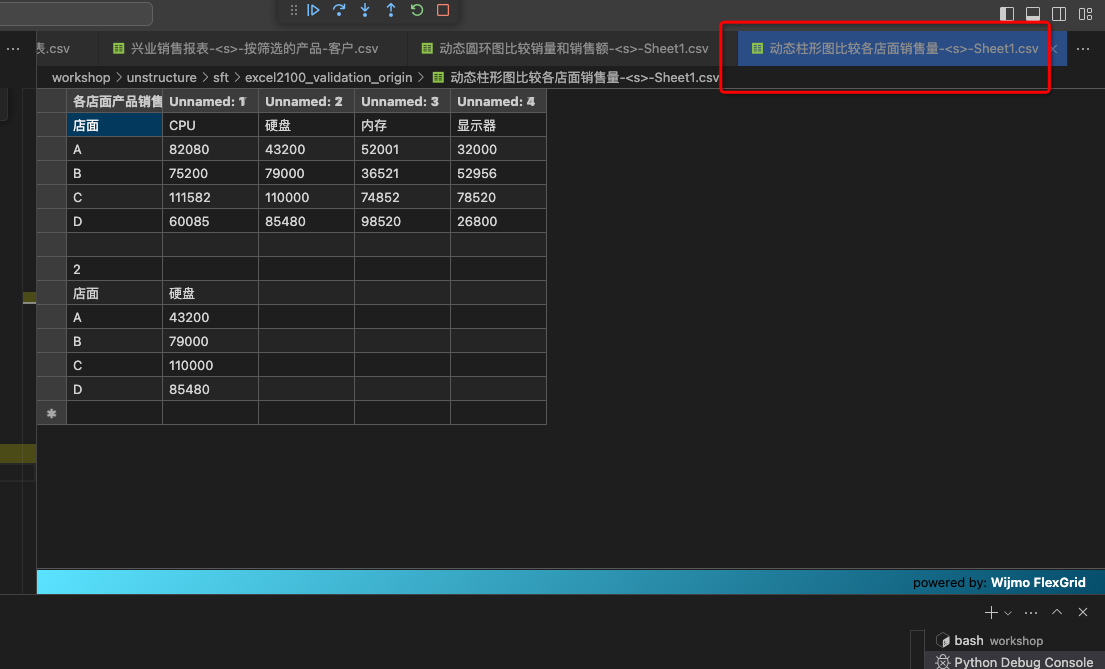 表.csv
兴业销售报表-<s>-按筛选的产品-客户.csv
动态圆环图比较销量和销售额-<s>-Sheet1.csv
动态柱形图比较各店面销售量-<s>-Sheet1.csv
workshop > unstructure > sft > excel2100_validation_origin > 动态柱形图比较各店面销售量-<s>-Sheet1.csv
各店面产品销售 Unnamed: 1 Unnamed: 2 Unnamed: 3 Unnamed: 4
店面 CPU 硬盘 内存 显示器
A 82080 43200 52001 32000
B 75200 79000 36521 52956
C 111582 110000 74852 78520
D 60085 85480 98520 26800
2
店面 硬盘
A 43200
B 79000
C 110000
D 85480
powered by: Wijmo FlexGrid
bash workshop
Python Debug Console